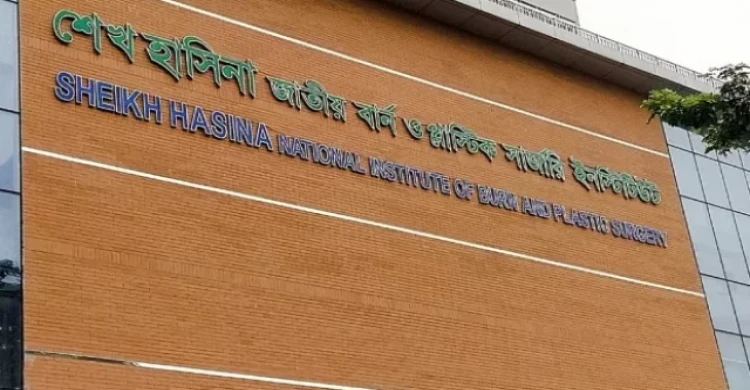 শেখ হাসিনা জাতীয় বার্ন ও প্লাস্টিক সার্জারি ইনস্টিটিউট
SHEIKH HASINA NATIONAL INSTITUTE OF BURN AND PLASTIC SURGERY